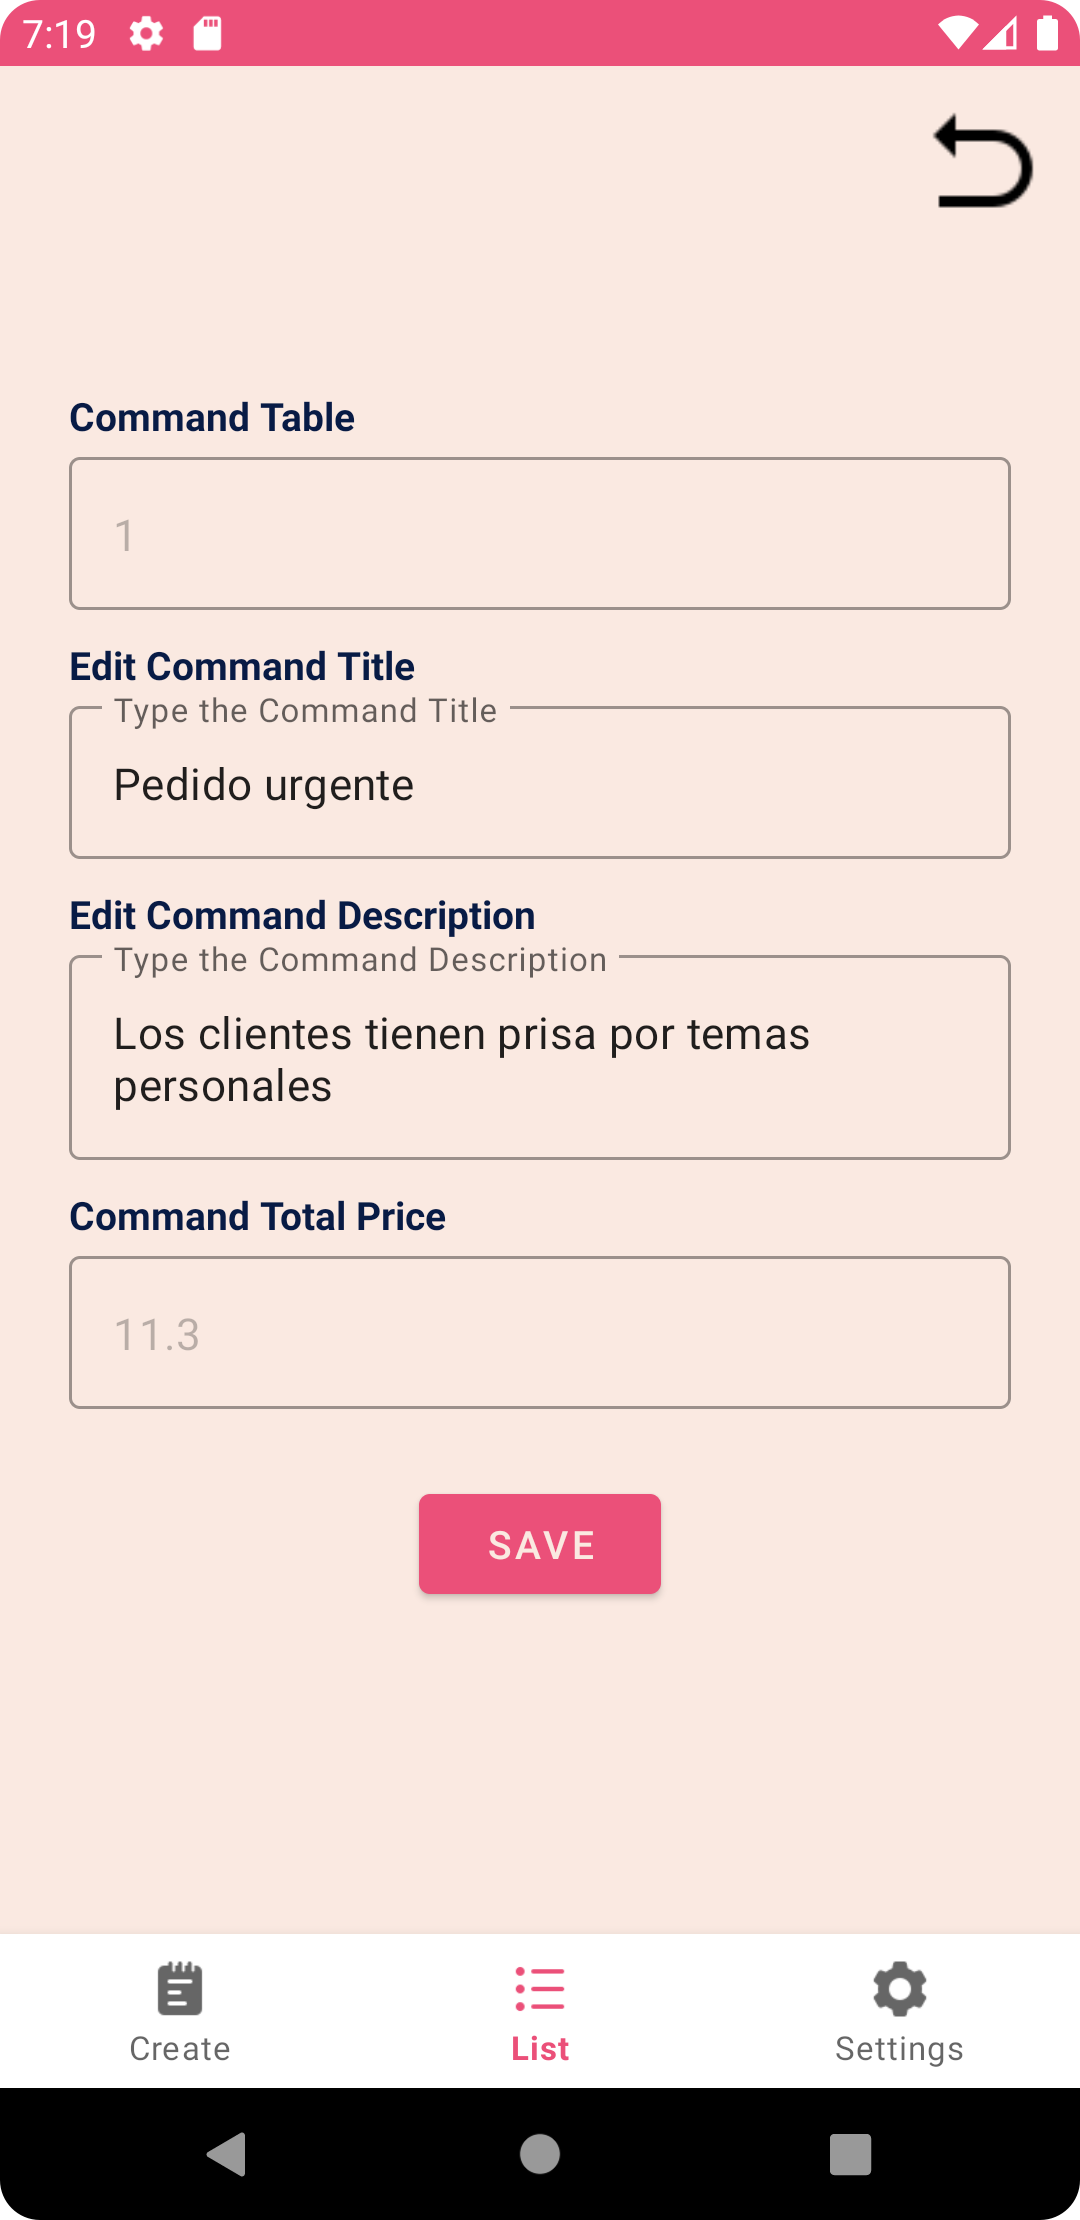 7:19
Command Table
1
Edit Command Title
Type the Command Title
Pedido urgente
Edit Command Description
Type the Command Description
Los clientes tienen prisa por temas
personales
Command Total Price
11.3
SAVE
Create
List
Settings